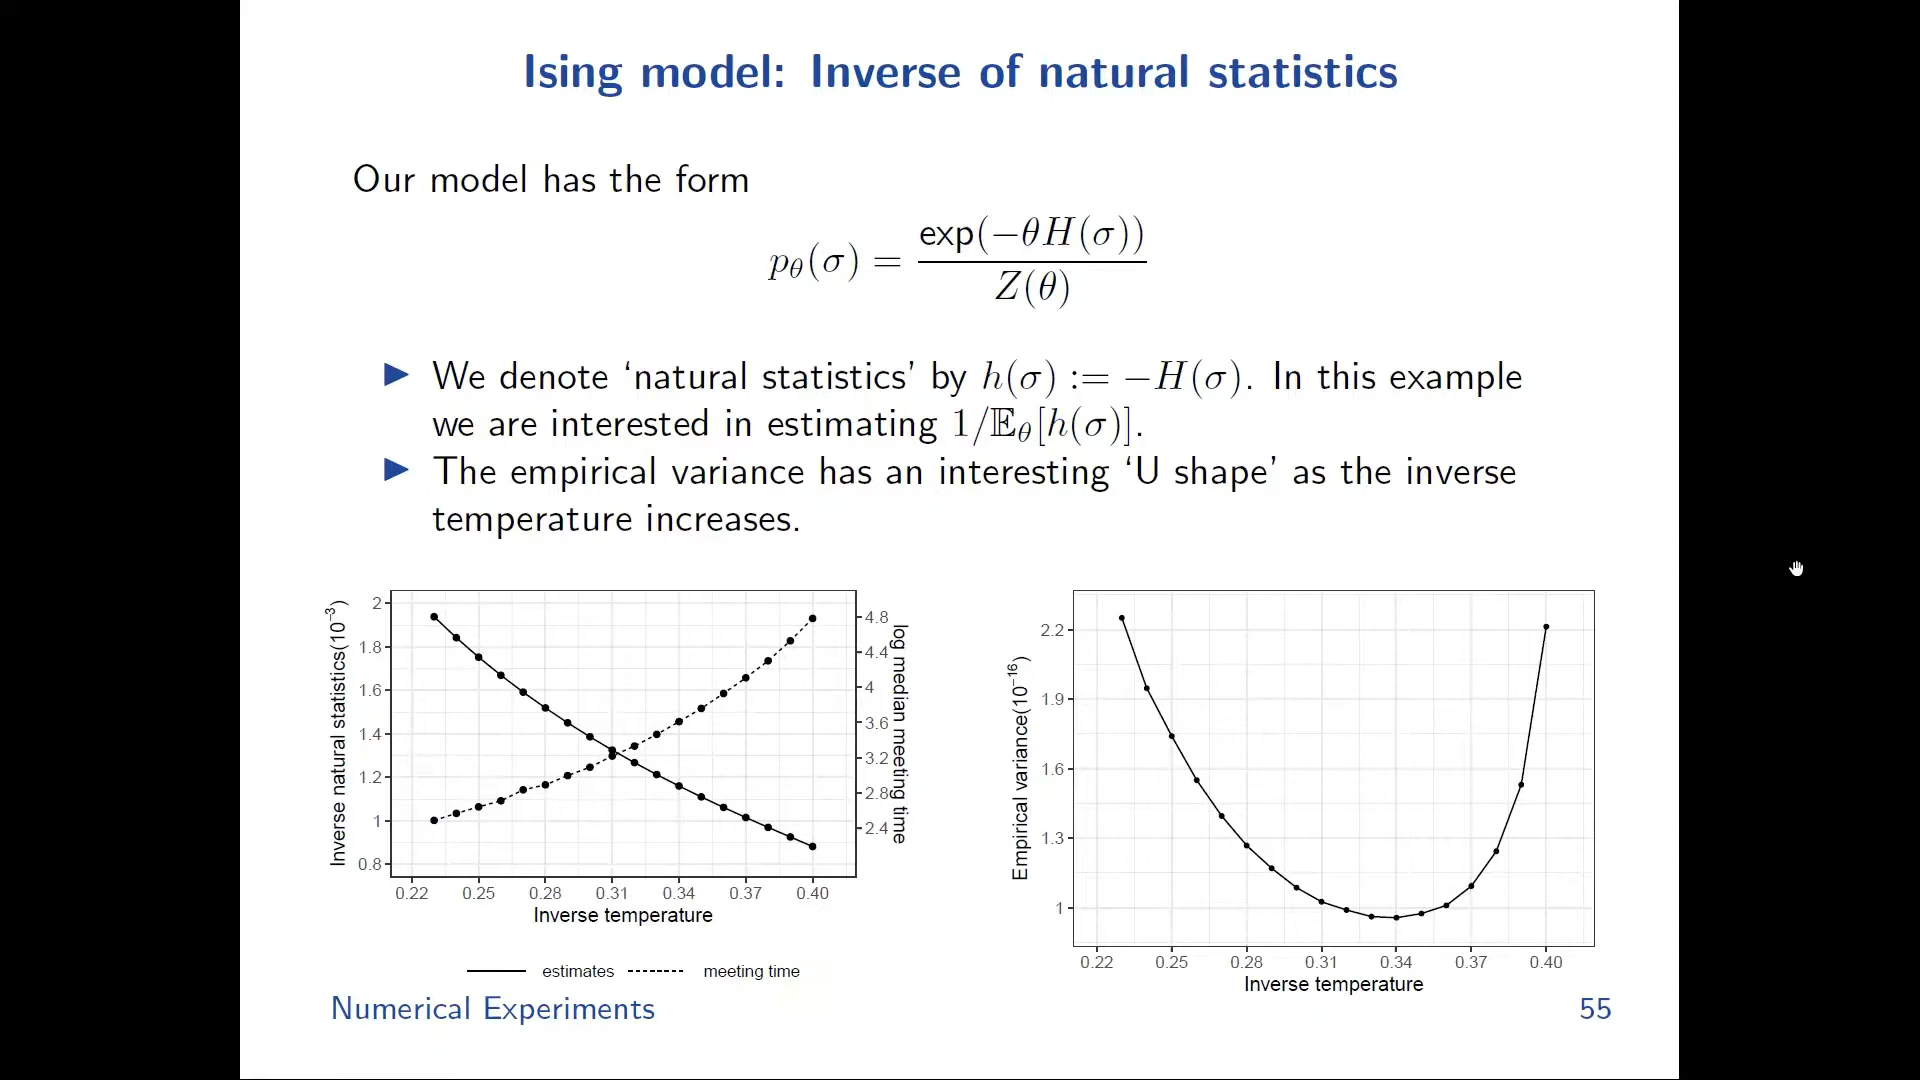 Ising model: Inverse of natural statistics
Our model has the form
p_θ(σ) = exp(−θH(σ)) / Z(θ)
▶ We denote ‘natural statistics’ by h(σ) := −H(σ). In this example
we are interested in estimating 1/𝔼_θ[h(σ)].
▶ The empirical variance has an interesting ‘U shape’ as the inverse
temperature increases.
Inverse natural statistics(10⁻³)
2
1.8
1.6
1.4
1.2
1
0.8
4.8
4.4
4
3.6
3.2
2.8
2.4
log median meeting time
0.22 0.25 0.28 0.31 0.34 0.37 0.40
Inverse temperature
estimates meeting time
Empirical variance(10⁻¹⁶)
2.2
1.9
1.6
1.3
1
0.22 0.25 0.28 0.31 0.34 0.37 0.40
Inverse temperature
Numerical Experiments 55